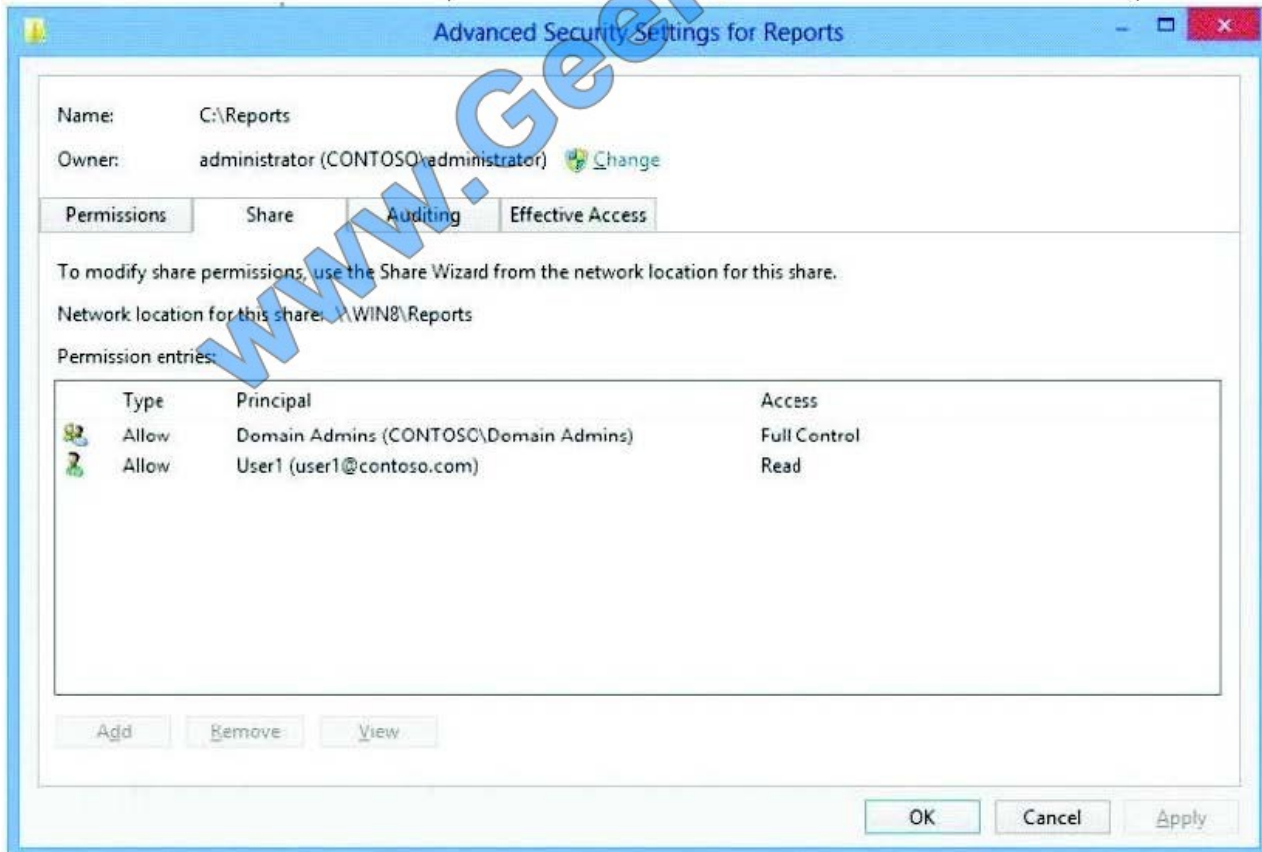 Advanced Security Settings for Reports
www.Gee
Name: C:\Reports
Owner: administrator (CONTOSO\administrator) Change
Permissions Share Auditing Effective Access
To modify share permissions, use the Share Wizard from the network location for this share.
Network location for this share: \\WIN8\Reports
Permission entries:
Type Principal Access
Allow Domain Admins (CONTOSO\Domain Admins) Full Control
Allow User1 (user1@contoso.com) Read
Add Remove View
OK Cancel Apply